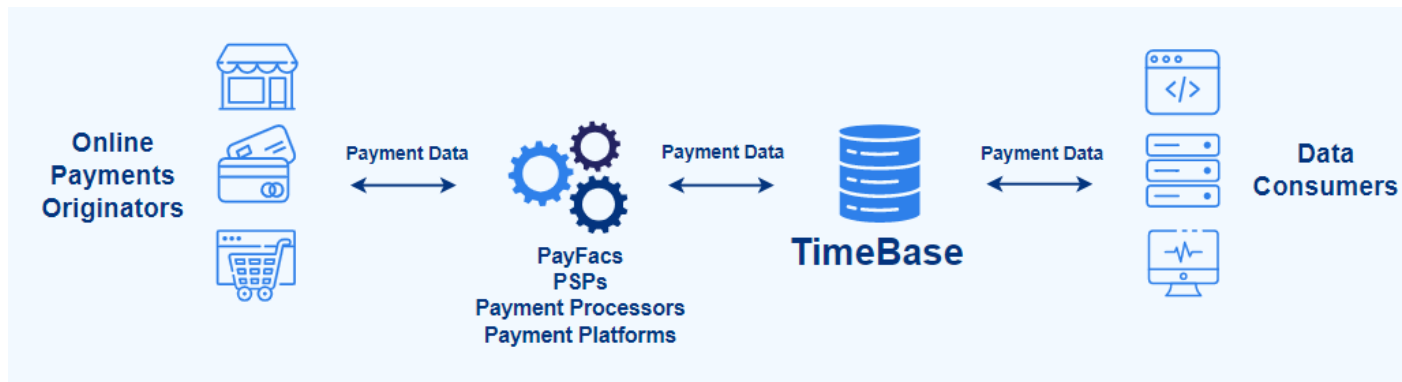 Online
Payments
Originators
Payment Data
PayFacs
PSPs
Payment Processors
Payment Platforms
Payment Data
TimeBase
Payment Data
</>
Data
Consumers